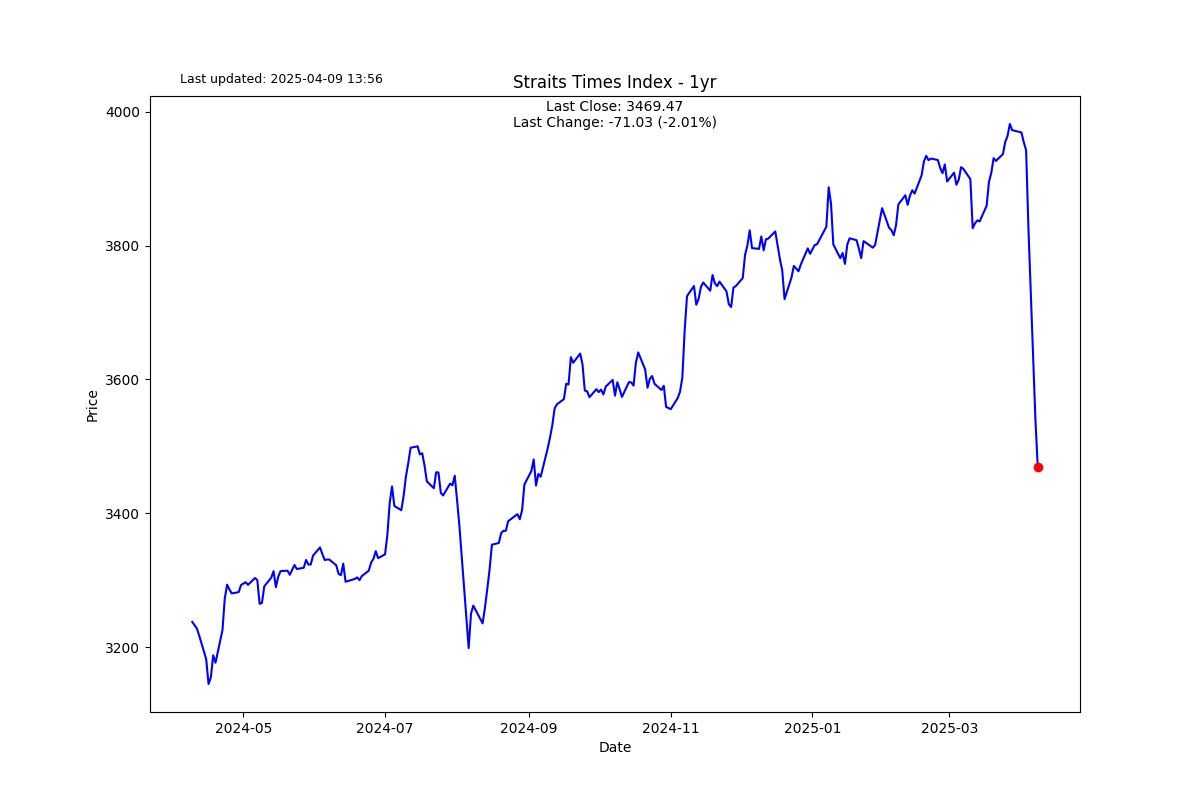 Last updated: 2025-04-09 13:56
Straits Times Index - 1yr
Last Close: 3469.47
Last Change: -71.03 (-2.01%)
4000
3800
3600
3400
3200
Price
2024-05
2024-07
2024-09
2024-11
2025-01
2025-03
Date